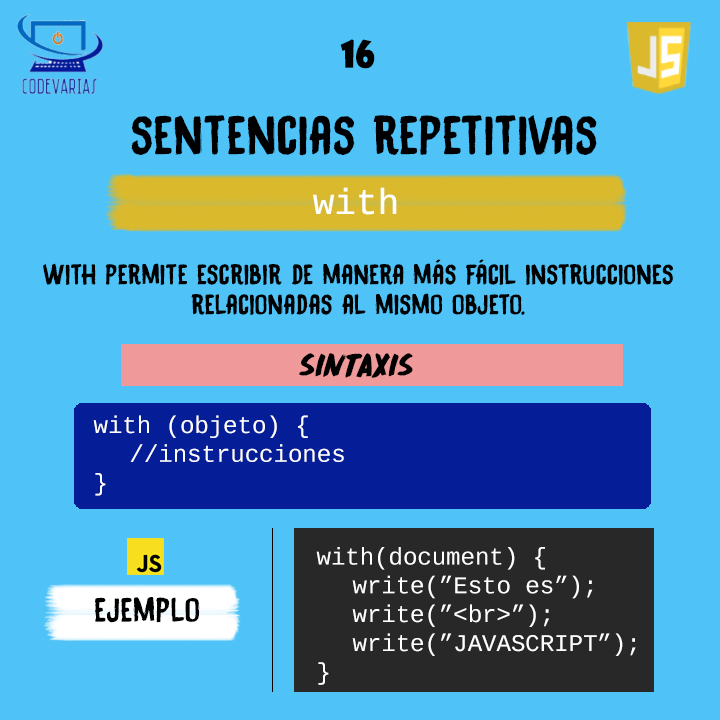 CODEVARIAS
16
JS
SENTENCIAS REPETITIVAS
with
WITH PERMITE ESCRIBIR DE MANERA MÁS FÁCIL INSTRUCCIONES
RELACIONADAS AL MISMO OBJETO.
SINTAXIS
with (objeto) {
//instrucciones
}
JS
EJEMPLO
with(document) {
write(”Esto es”);
write(”<br>”);
write(”JAVASCRIPT”);
}